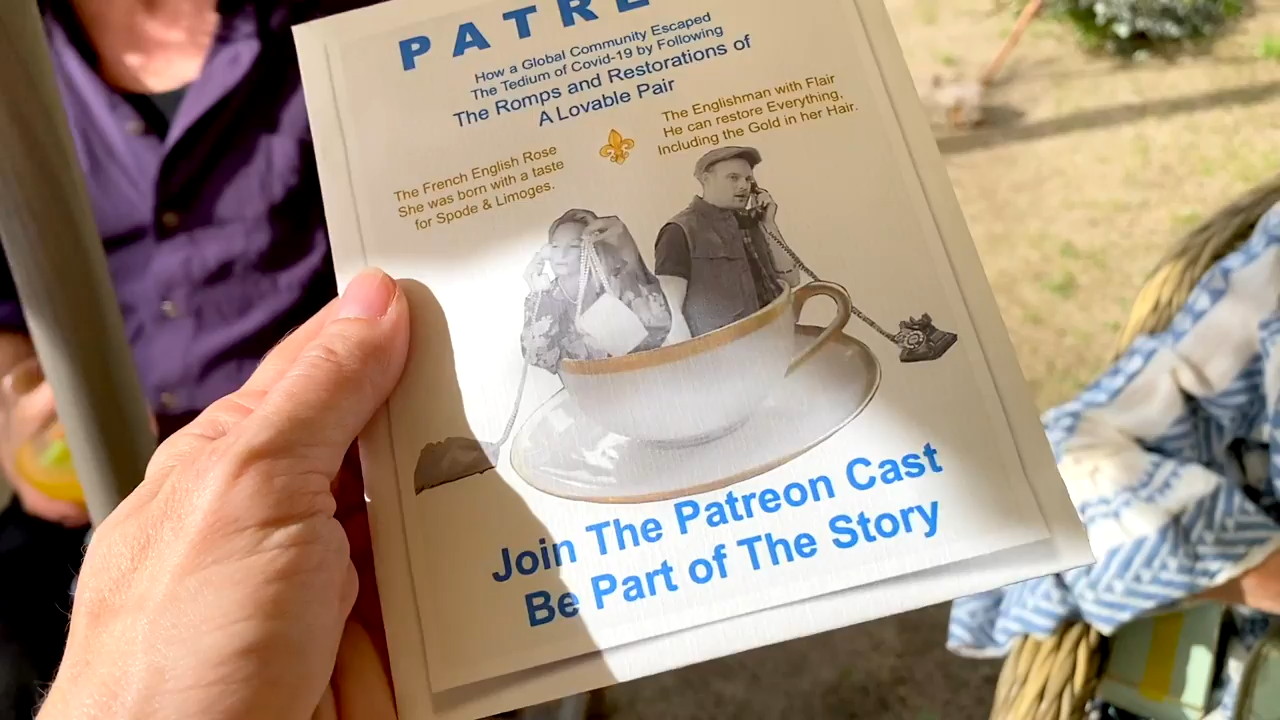 PATRE
How a Global Community Escaped
The Tedium of Covid-19 by Following
The Romps and Restorations of
A Lovable Pair
The French English Rose
She was born with a taste
for Spode & Limoges.
The Englishman with Flair
He can restore Everything,
Including the Gold in her Hair.
Join The Patreon Cast
Be Part of The Story